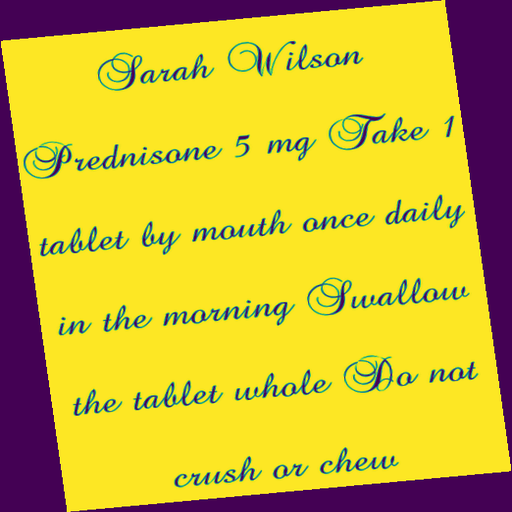 Sarah Wilson
Prednisone 5 mg Take 1
tablet by mouth once daily
in the morning Swallow
the tablet whole Do not
crush or chew